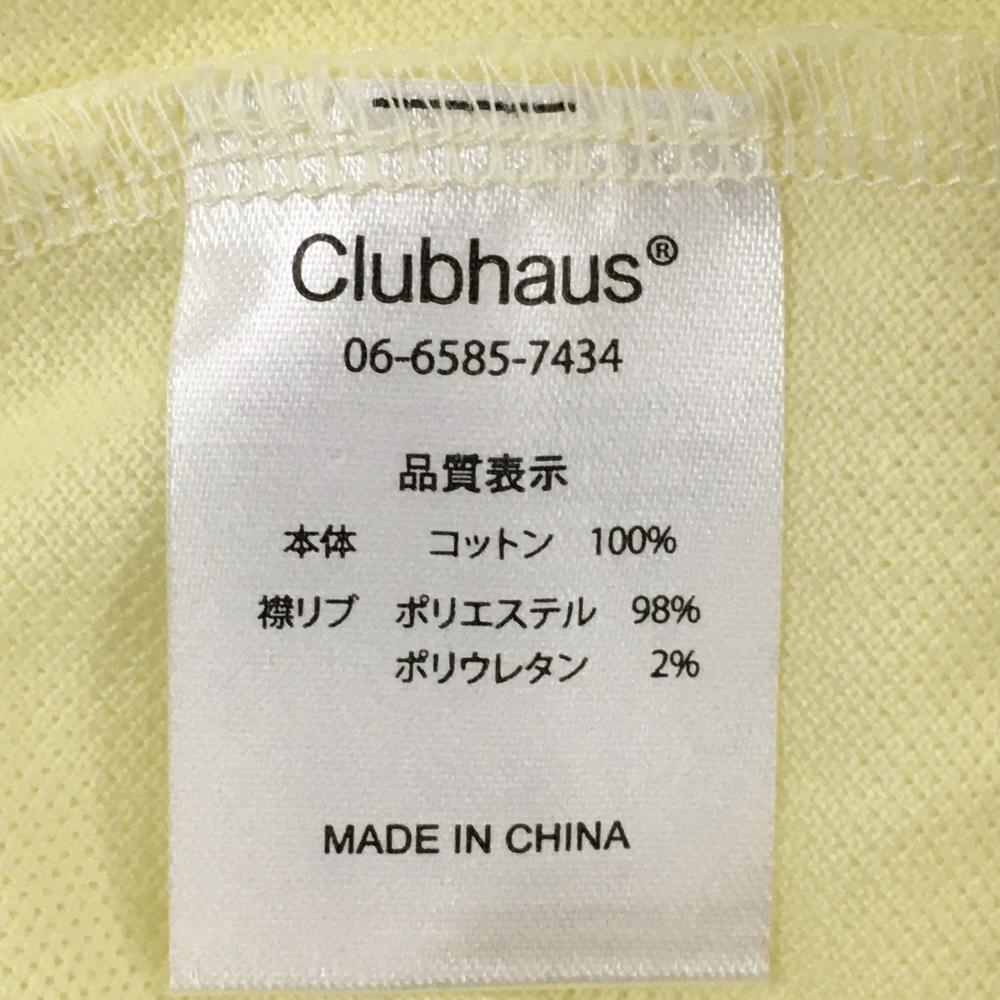 Clubhaus®
06-6585-7434
品質表示
本体 コットン 100%
襟リブ ポリエステル 98%
ポリウレタン 2%
MADE IN CHINA